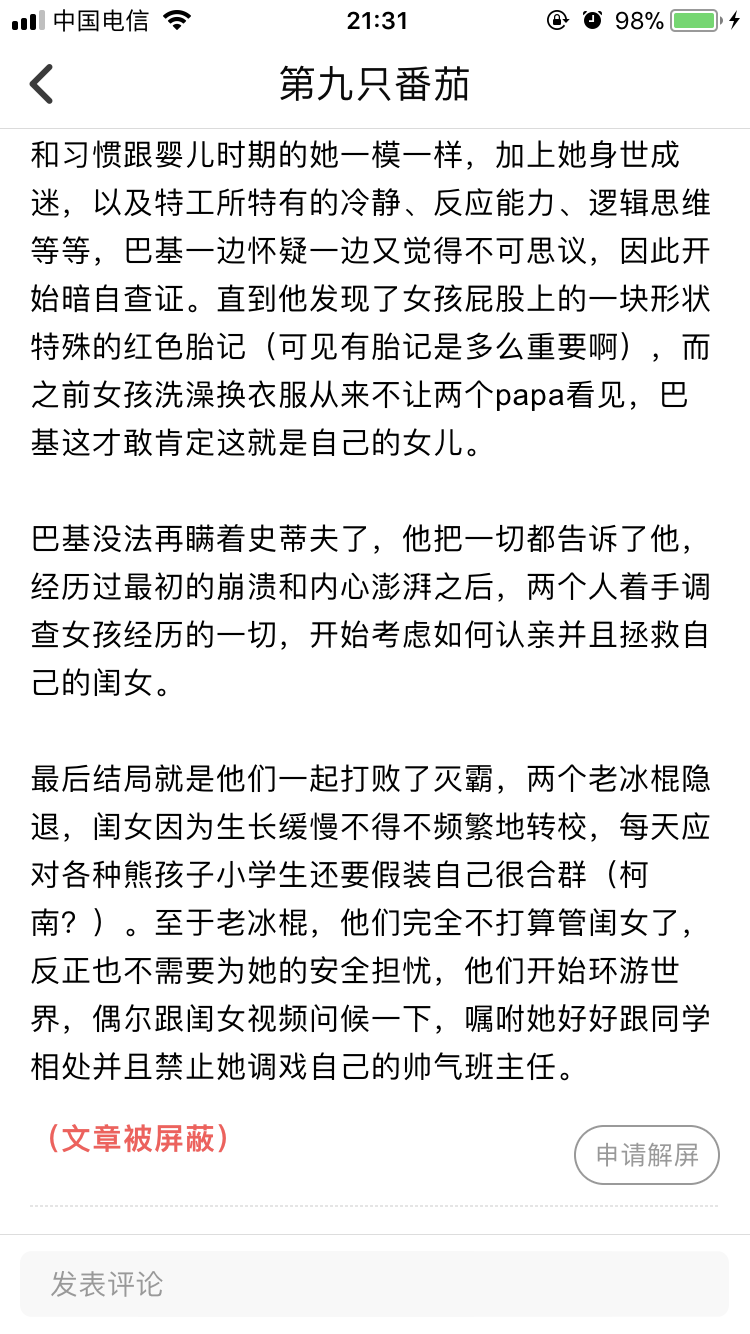 中国电信 21:31 98%
第九只番茄
和习惯跟婴儿时期的她一模一样，加上她身世成
迷，以及特工所特有的冷静、反应能力、逻辑思维
等等，巴基一边怀疑一边又觉得不可思议，因此开
始暗自查证。直到他发现了女孩屁股上的一块形状
特殊的红色胎记（可见有胎记是多么重要啊），而
之前女孩洗澡换衣服从来不让两个papa看见，巴
基这才敢肯定这就是自己的女儿。
巴基没法再瞒着史蒂夫了，他把一切都告诉了他，
经历过最初的崩溃和内心澎湃之后，两个人着手调
查女孩经历的一切，开始考虑如何认亲并且拯救自
己的闺女。
最后结局就是他们一起打败了灭霸，两个老冰棍隐
退，闺女因为生长缓慢不得不频繁地转校，每天应
对各种熊孩子小学生还要假装自己很合群（柯
南？）。至于老冰棍，他们完全不打算管闺女了，
反正也不需要为她的安全担忧，他们开始环游世
界，偶尔跟闺女视频问候一下，嘱咐她好好跟同学
相处并且禁止她调戏自己的帅气班主任。
（文章被屏蔽）
申请解屏
发表评论